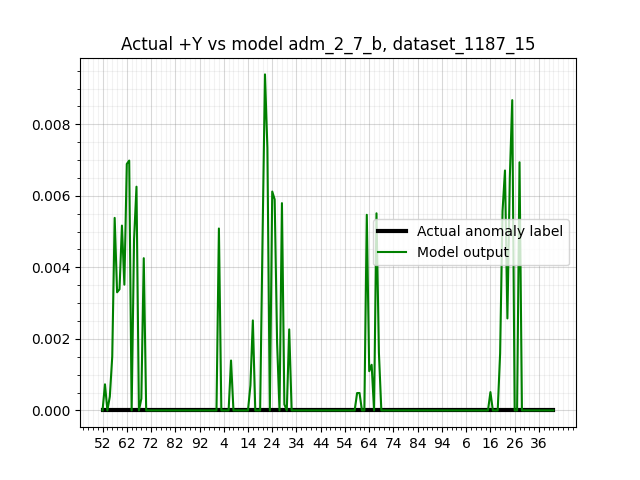 Actual +Y vs model adm_2_7_b, dataset_1187_15
0.008
0.006
0.004
0.002
0.000
Actual anomaly label
Model output
52 62 72 82 92 4 14 24 34 44 54 64 74 84 94 6 16 26 36